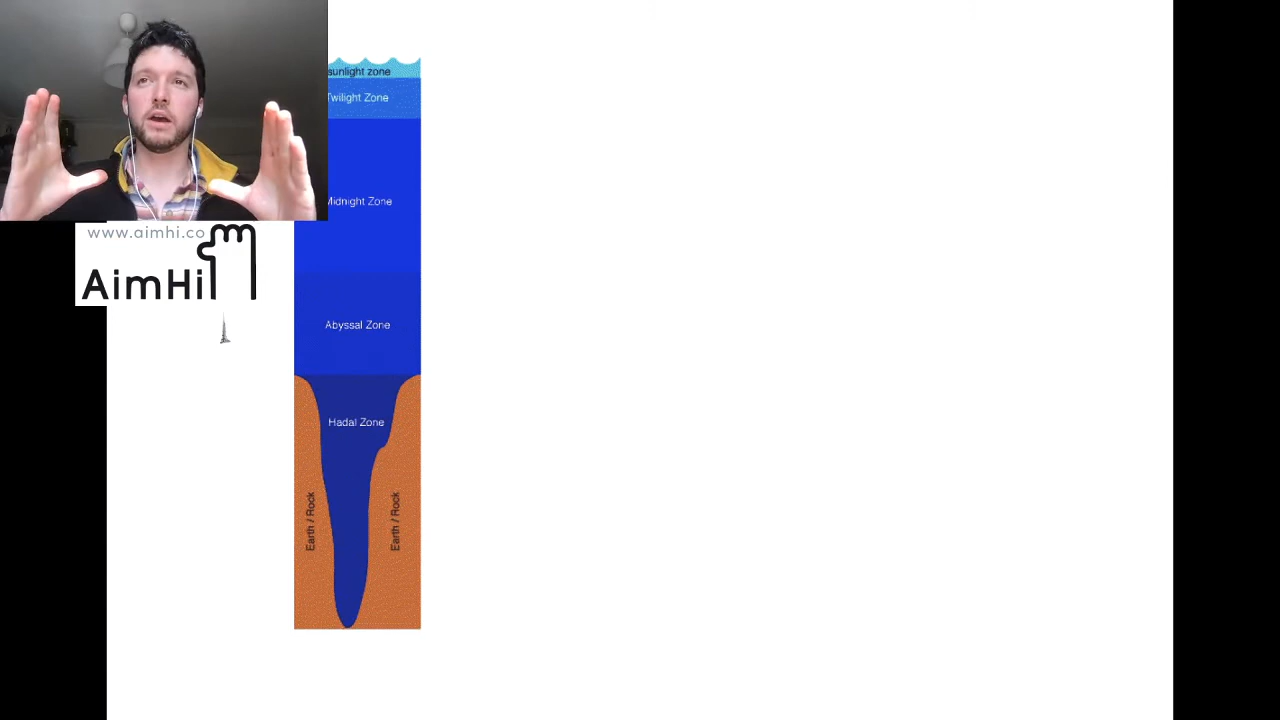 sunlight zone
Twilight Zone
Midnight Zone
www.aimhi.co
AimHi
Abyssal Zone
Hadal Zone
Earth / Rock
Earth / Rock